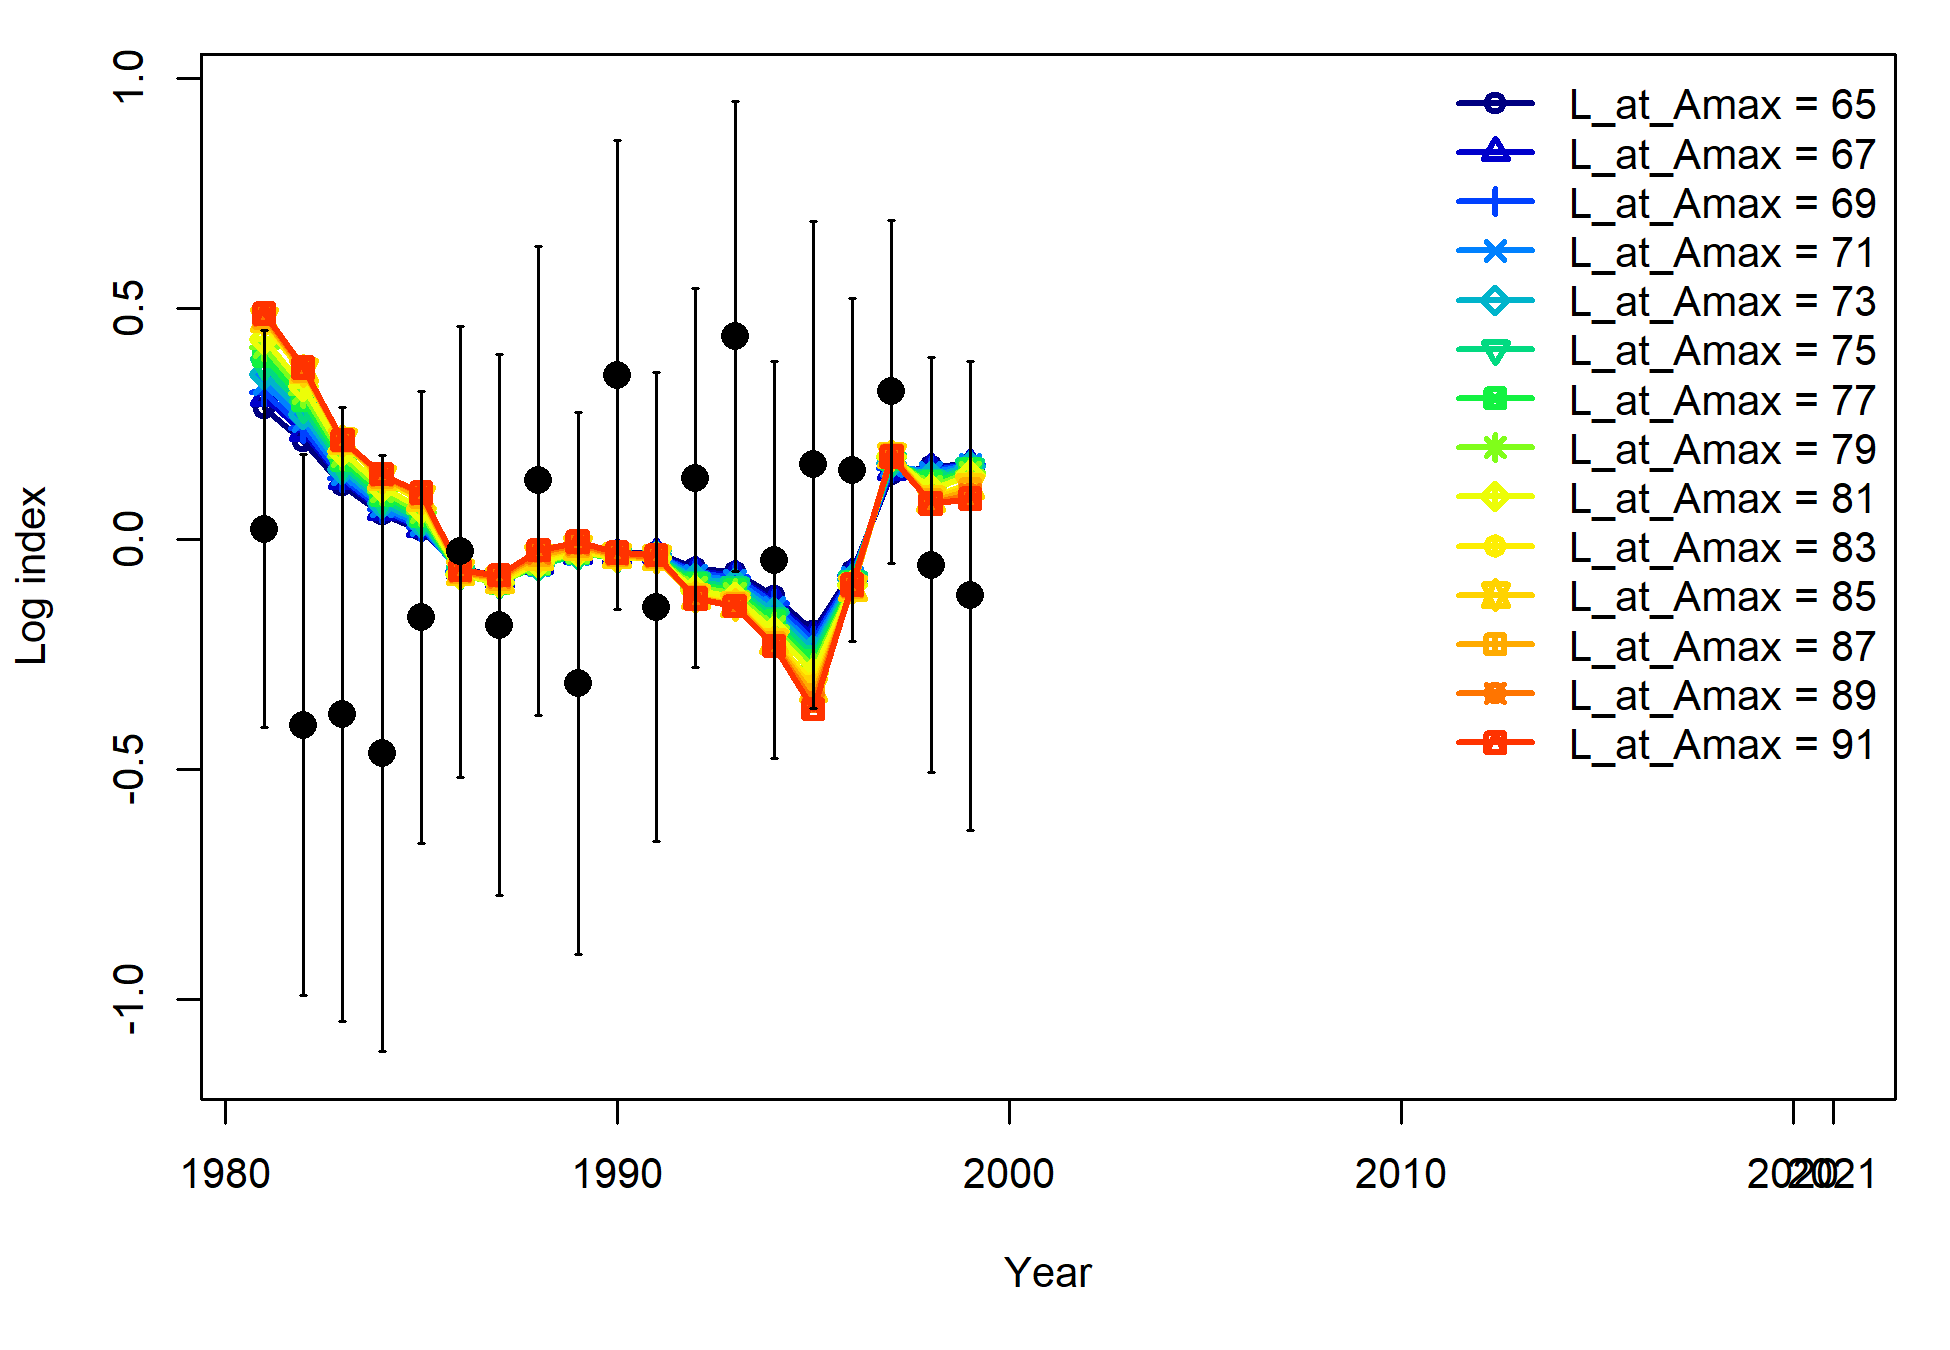 1.0
0.5
0.0
-0.5
-1.0
Log index
L_at_Amax = 65
L_at_Amax = 67
L_at_Amax = 69
L_at_Amax = 71
L_at_Amax = 73
L_at_Amax = 75
L_at_Amax = 77
L_at_Amax = 79
L_at_Amax = 81
L_at_Amax = 83
L_at_Amax = 85
L_at_Amax = 87
L_at_Amax = 89
L_at_Amax = 91
1980 1990 2000 2010 2020 2021
Year